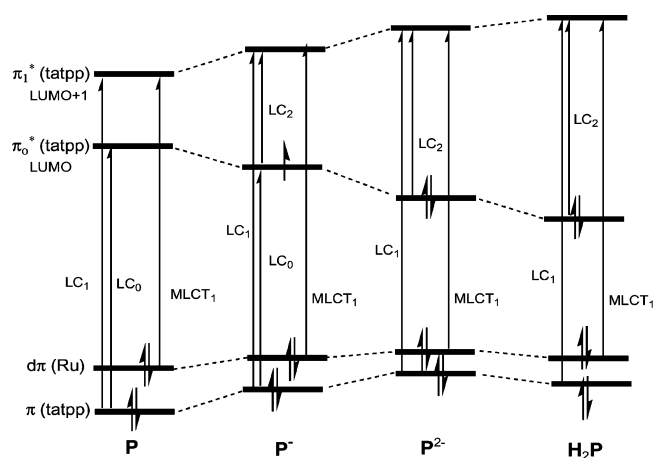 π₁* (tatpp)
LUMO+1
π₀* (tatpp)
LUMO
LC₂
LC₂
LC₂
LC₁
LC₀
MLCT₁
LC₁
LC₀
MLCT₁
LC₁
MLCT₁
LC₁
MLCT₁
dπ (Ru)
π (tatpp)
P
P⁻
P²⁻
H₂P